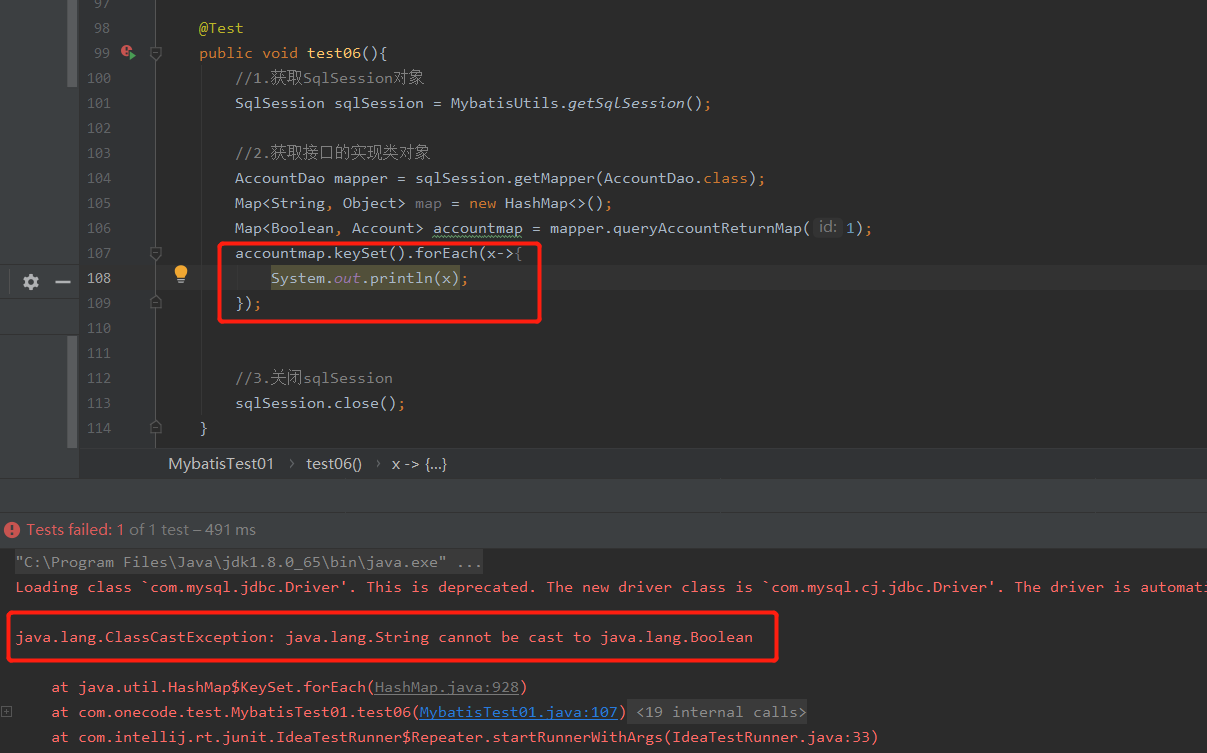 97
98 @Test
99 public void test06(){
100 //1.获取SqlSession对象
101 SqlSession sqlSession = MybatisUtils.getSqlSession();
102
103 //2.获取接口的实现类对象
104 AccountDao mapper = sqlSession.getMapper(AccountDao.class);
105 Map<String, Object> map = new HashMap<>();
106 Map<Boolean, Account> accountmap = mapper.queryAccountReturnMap( id: 1);
107 accountmap.keySet().forEach(x->{
108 System.out.println(x);
109 });
110
111
112 //3.关闭sqlSession
113 sqlSession.close();
114 }
MybatisTest01 › test06() › x -> {...}
Tests failed: 1 of 1 test – 491 ms
"C:\Program Files\Java\jdk1.8.0_65\bin\java.exe" ...
Loading class `com.mysql.jdbc.Driver'. This is deprecated. The new driver class is `com.mysql.cj.jdbc.Driver'. The driver is automati
java.lang.ClassCastException: java.lang.String cannot be cast to java.lang.Boolean
at java.util.HashMap$KeySet.forEach(HashMap.java:928)
at com.onecode.test.MybatisTest01.test06(MybatisTest01.java:107) <19 internal calls>
at com.intellij.rt.junit.IdeaTestRunner$Repeater.startRunnerWithArgs(IdeaTestRunner.java:33)